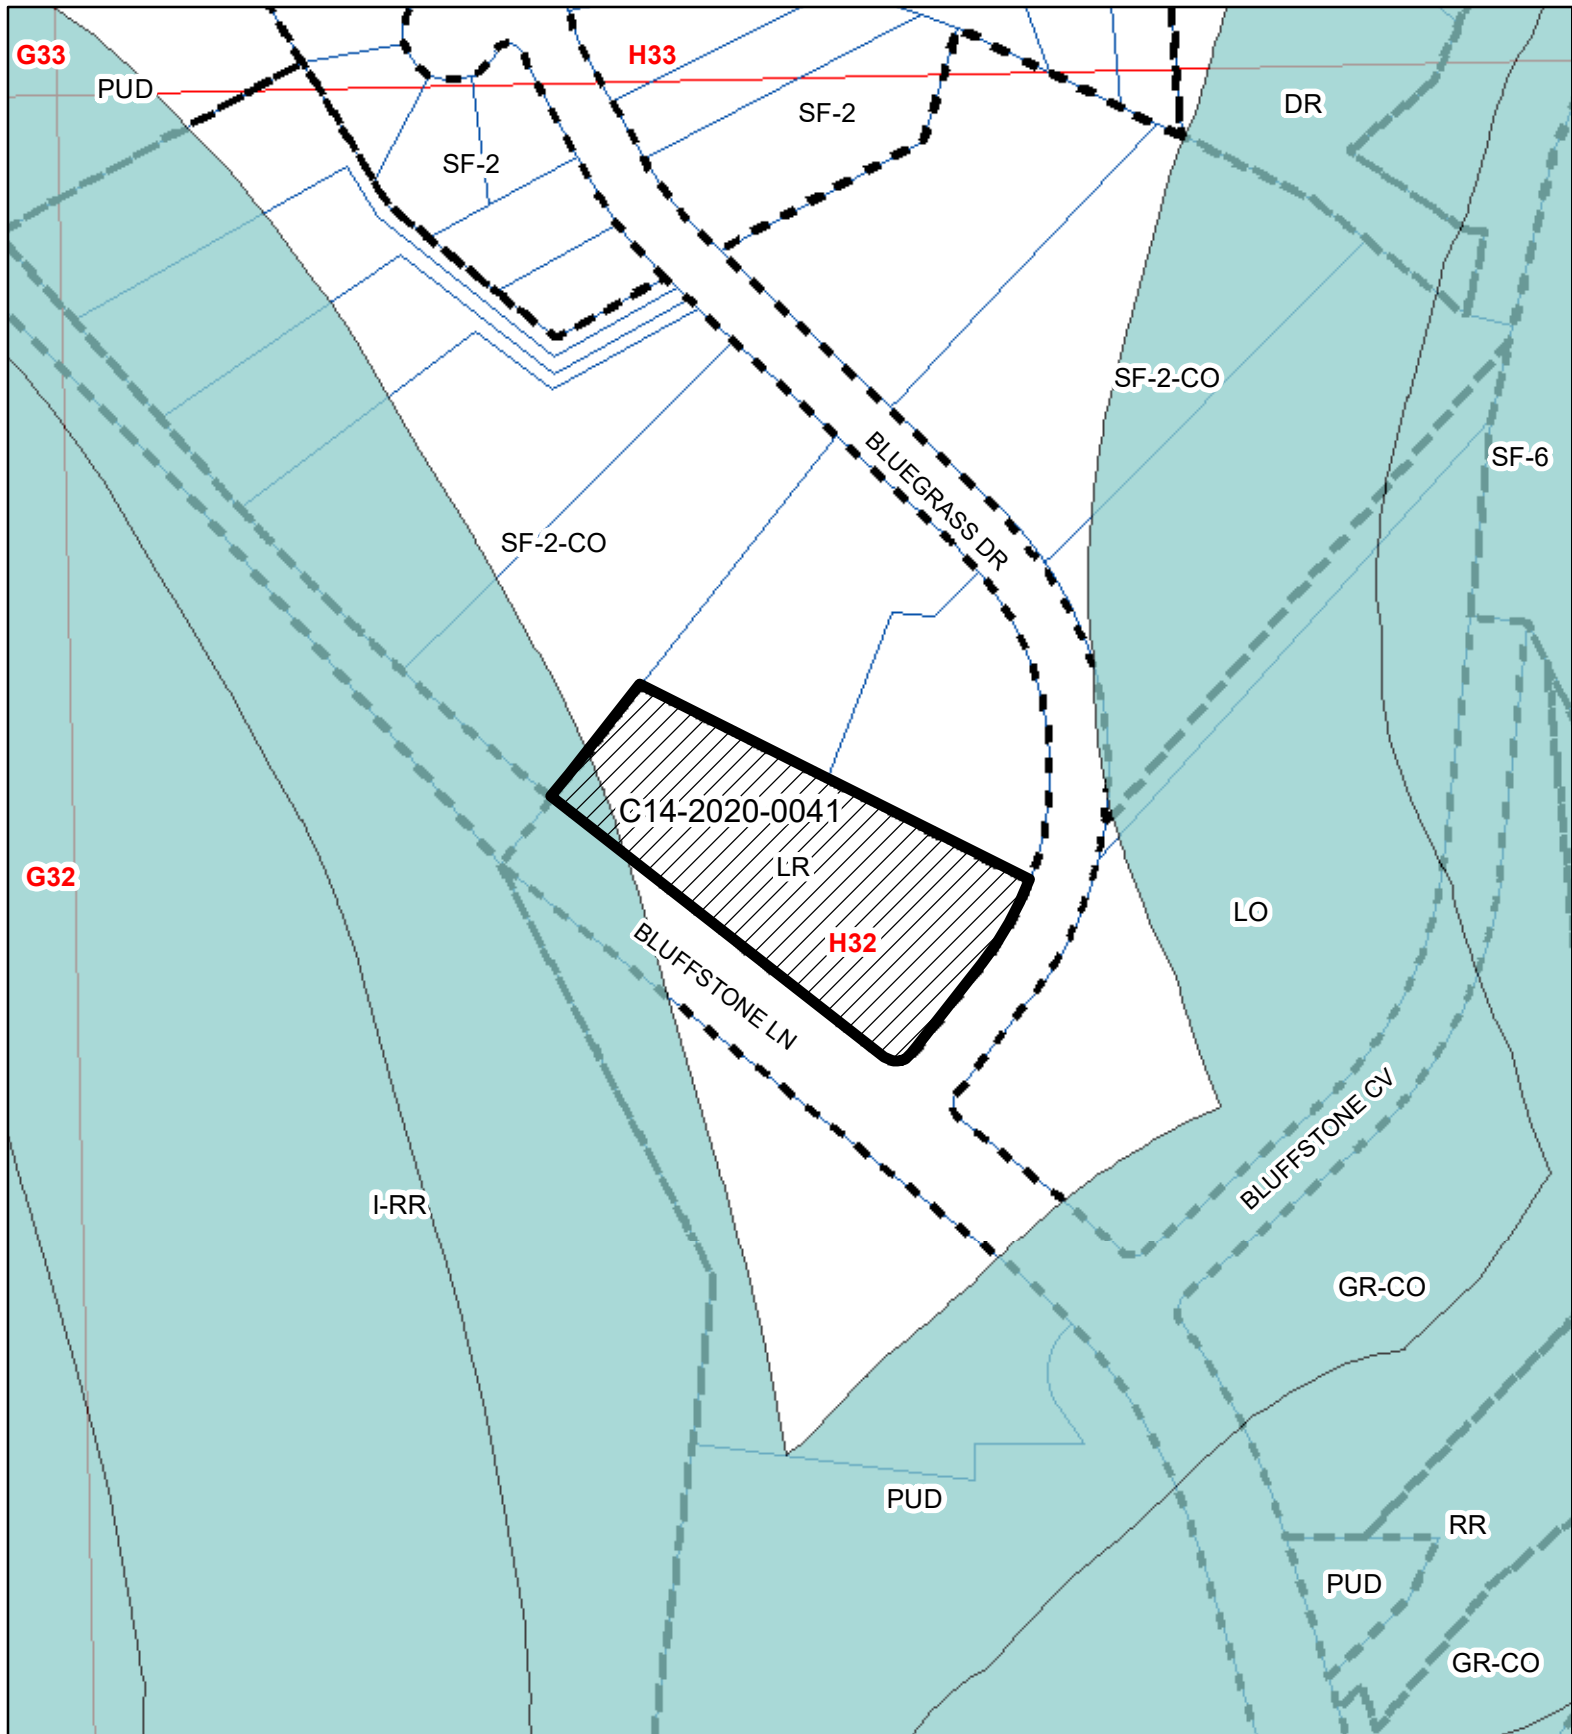 G33
H33
PUD
DR
SF-2
SF-2
SF-2-CO
BLUEGRASS DR
SF-6
SF-2-CO
C14-2020-0041
LR
G32
LO
H32
BLUFFSTONE LN
BLUFFSTONE CV
I-RR
GR-CO
PUD
RR
PUD
GR-CO